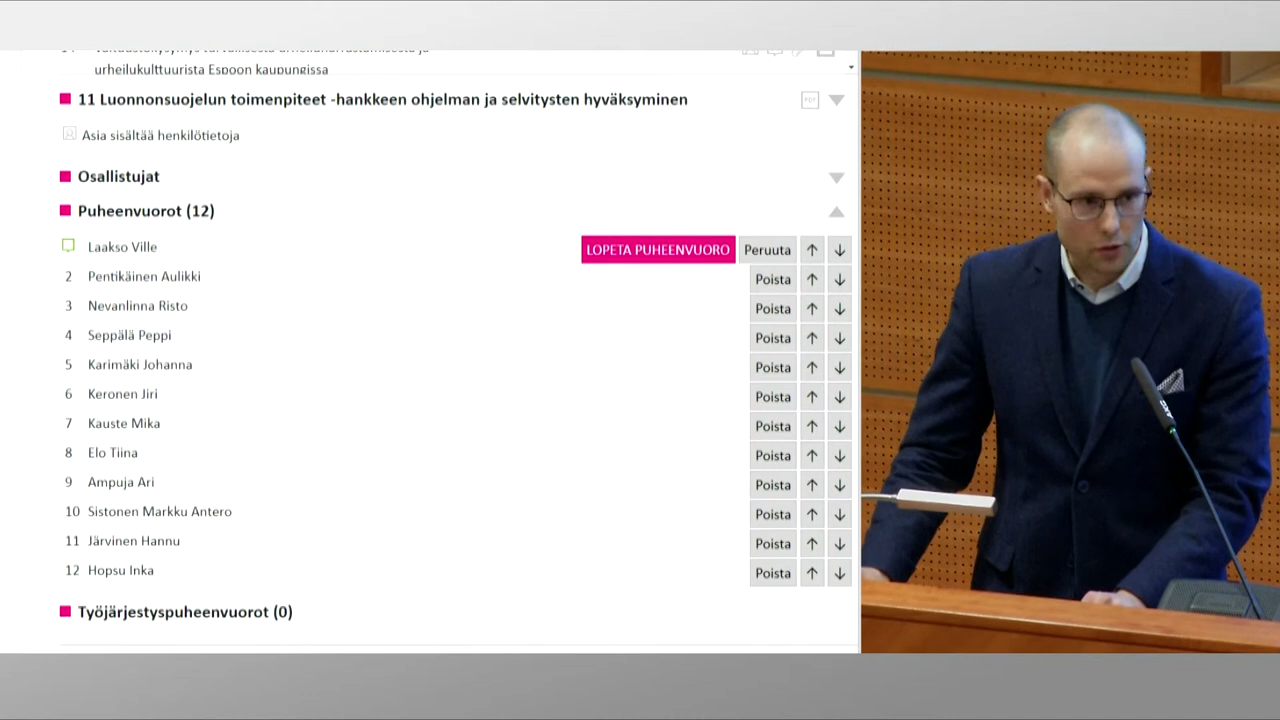 urheilukulttuurista Espoon kaupungissa
11 Luonnonsuojelun toimenpiteet -hankkeen ohjelman ja selvitysten hyväksyminen
PDF
Asia sisältää henkilötietoja
Osallistujat
Puheenvuorot (12)
Laakso Ville LOPETA PUHEENVUORO Peruuta
2 Pentikäinen Aulikki Poista
3 Nevanlinna Risto Poista
4 Seppälä Peppi Poista
5 Karimäki Johanna Poista
6 Keronen Jiri Poista
7 Kauste Mika Poista
8 Elo Tiina Poista
9 Ampuja Ari Poista
10 Sistonen Markku Antero Poista
11 Järvinen Hannu Poista
12 Hopsu Inka Poista
Työjärjestyspuheenvuorot (0)
AKG